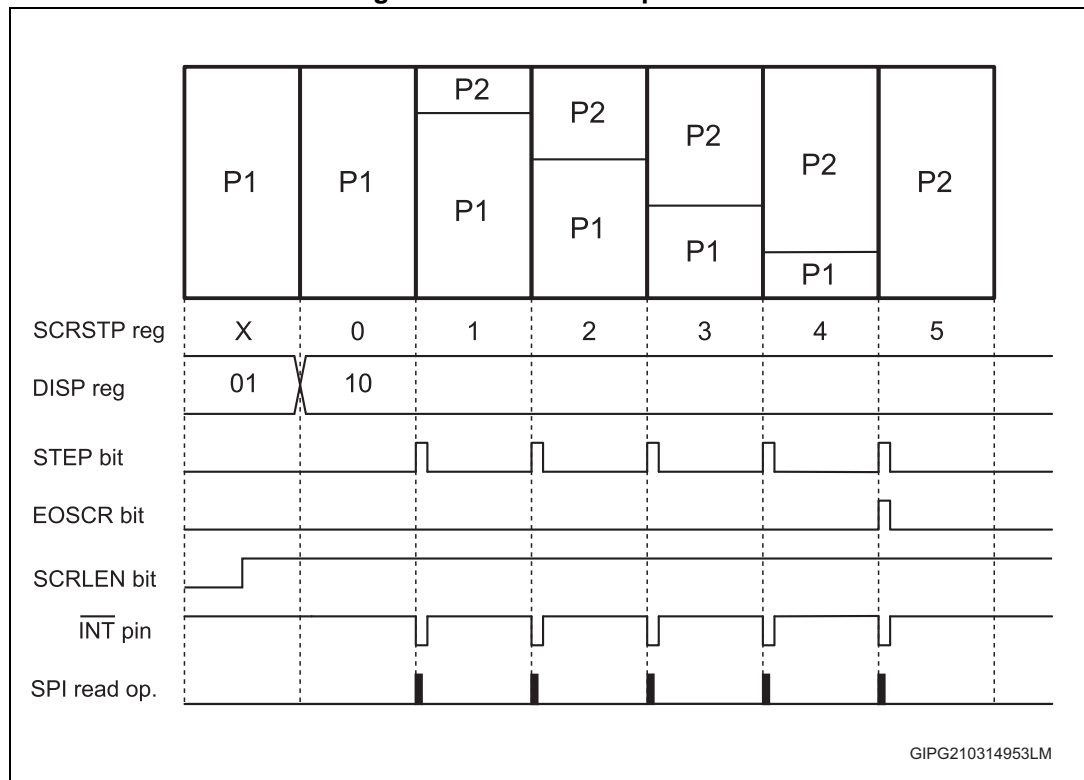 P1 P1 P2 P2 P2 P2 P2
P1 P1 P1 P1
SCRSTP reg X 0 1 2 3 4 5
DISP reg 01 10
STEP bit
EOSCR bit
SCRLEN bit
INT pin
SPI read op.
GIPG210314953LM